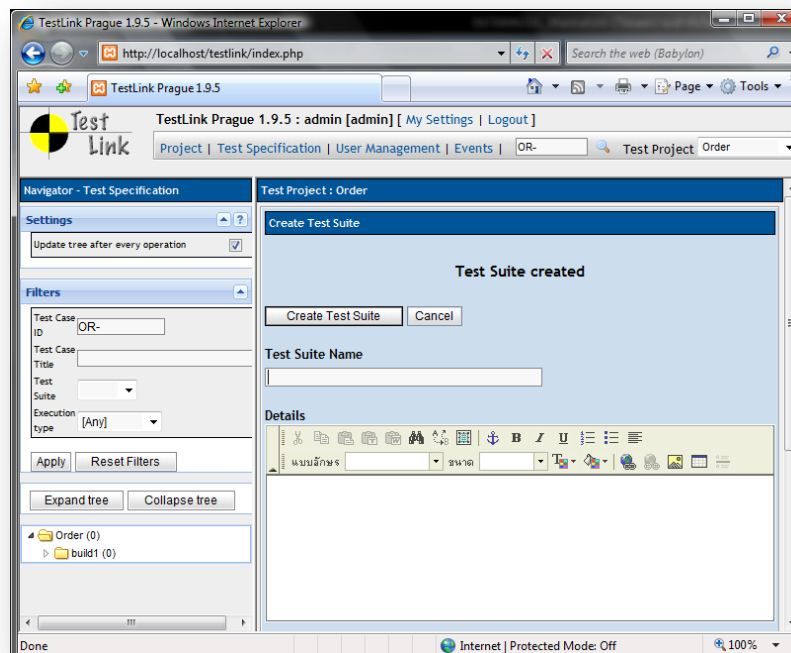 TestLink Prague 1.9.5 - Windows Internet Explorer
http://localhost/testlink/index.php
Search the web (Babylon)
TestLink Prague 1.9.5
Page
Tools
Test Link
TestLink Prague 1.9.5 : admin [admin] [ My Settings | Logout ]
Project | Test Specification | User Management | Events |
OR-
Test Project
Order
Navigator - Test Specification
Settings
?
Update tree after every operation
Filters
Test Case ID
OR-
Test Case Title
Test Suite
Execution type
[Any]
Apply
Reset Filters
Expand tree
Collapse tree
Order (0)
build1 (0)
Test Project : Order
Create Test Suite
Test Suite created
Create Test Suite
Cancel
Test Suite Name
Details
B I U
แบบอักษร
ขนาด
Done
Internet | Protected Mode: Off
100%